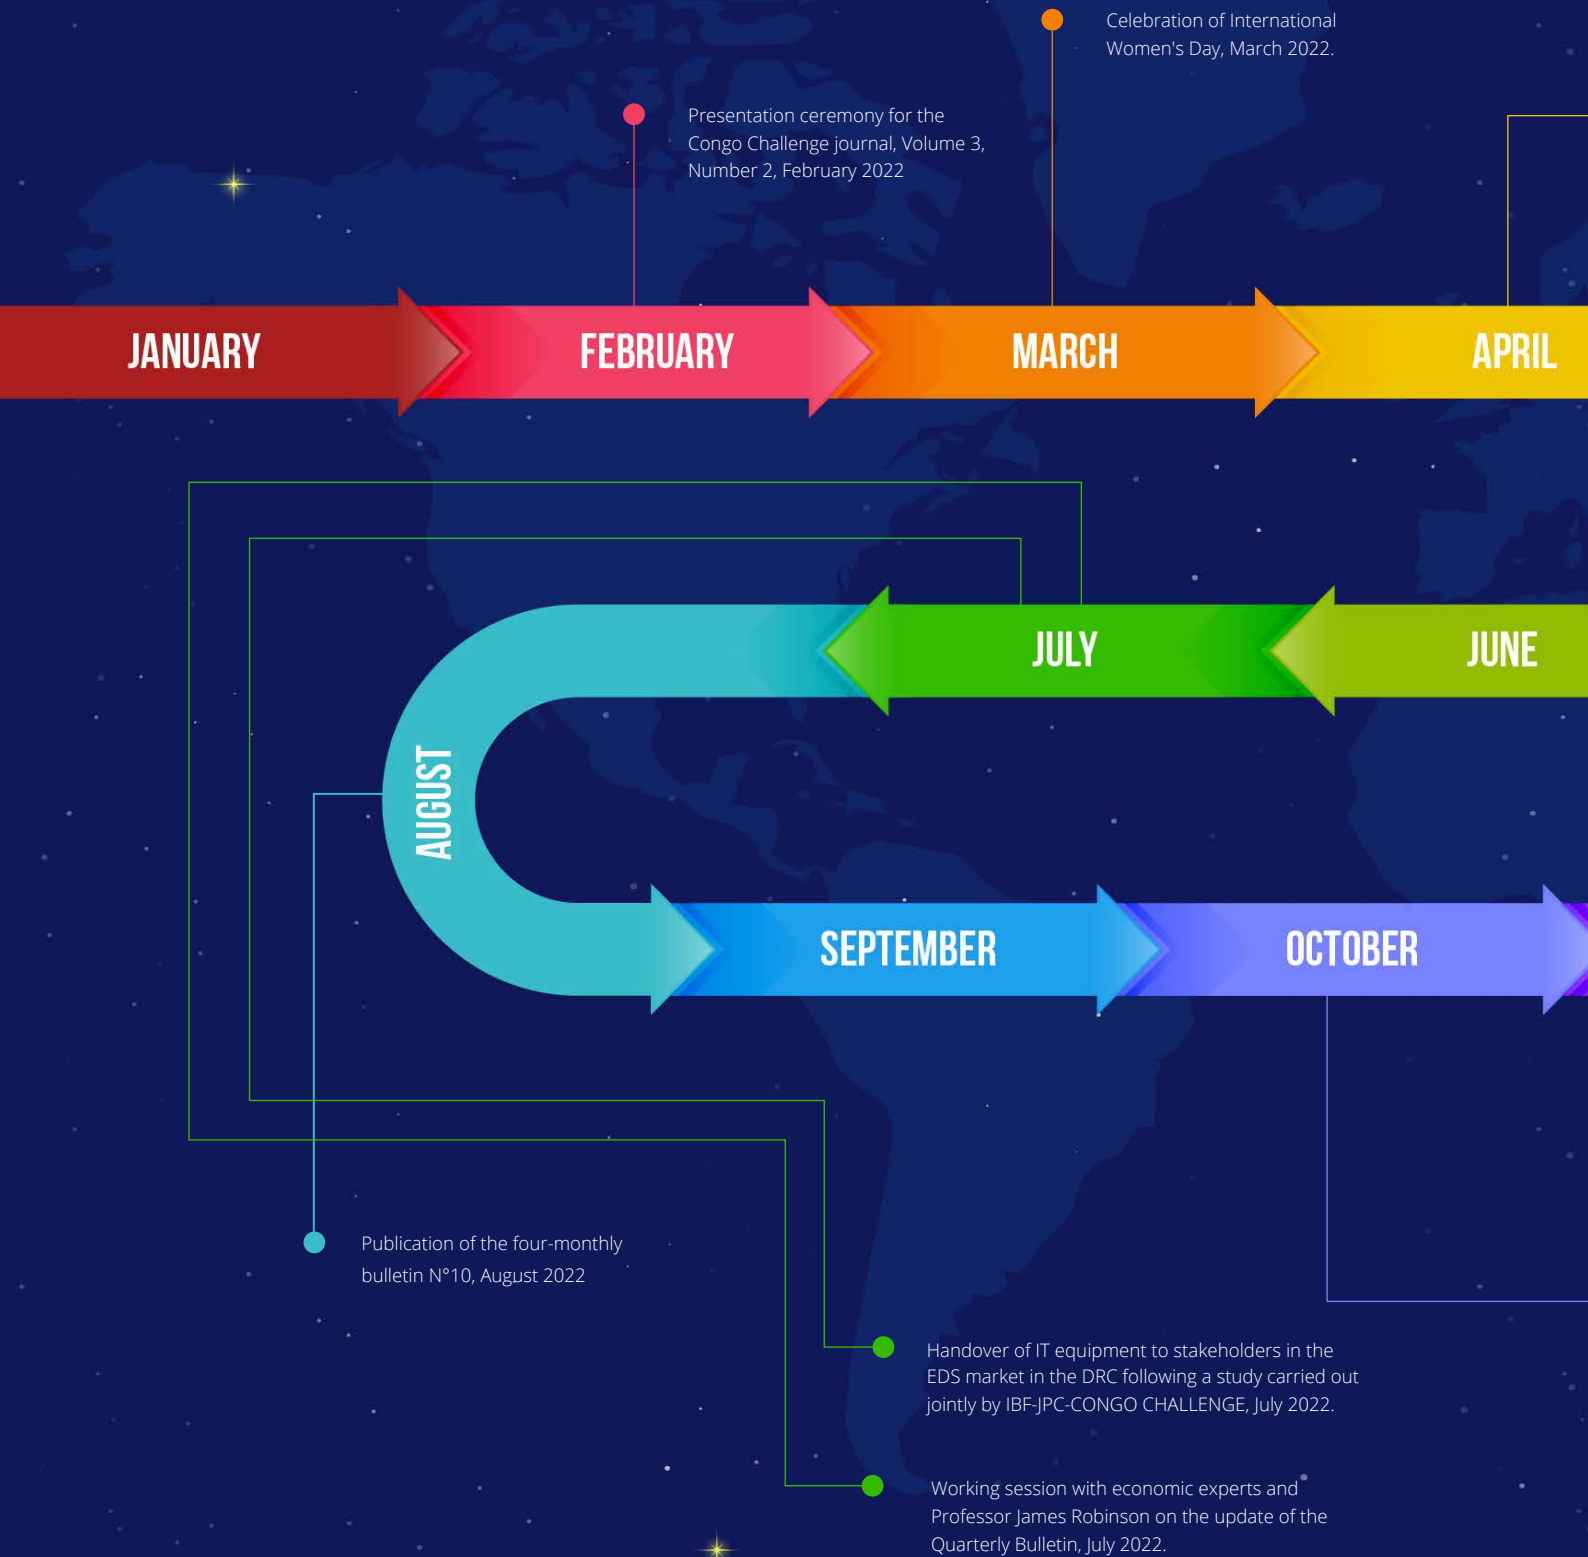 Celebration of International
Women's Day, March 2022.
Presentation ceremony for the
Congo Challenge journal, Volume 3,
Number 2, February 2022
JANUARY
FEBRUARY
MARCH
APRIL
JULY
JUNE
AUGUST
SEPTEMBER
OCTOBER
Publication of the four-monthly
bulletin N°10, August 2022
Handover of IT equipment to stakeholders in the
EDS market in the DRC following a study carried out
jointly by IBF-JPC-CONGO CHALLENGE, July 2022.
Working session with economic experts and
Professor James Robinson on the update of the
Quarterly Bulletin, July 2022.